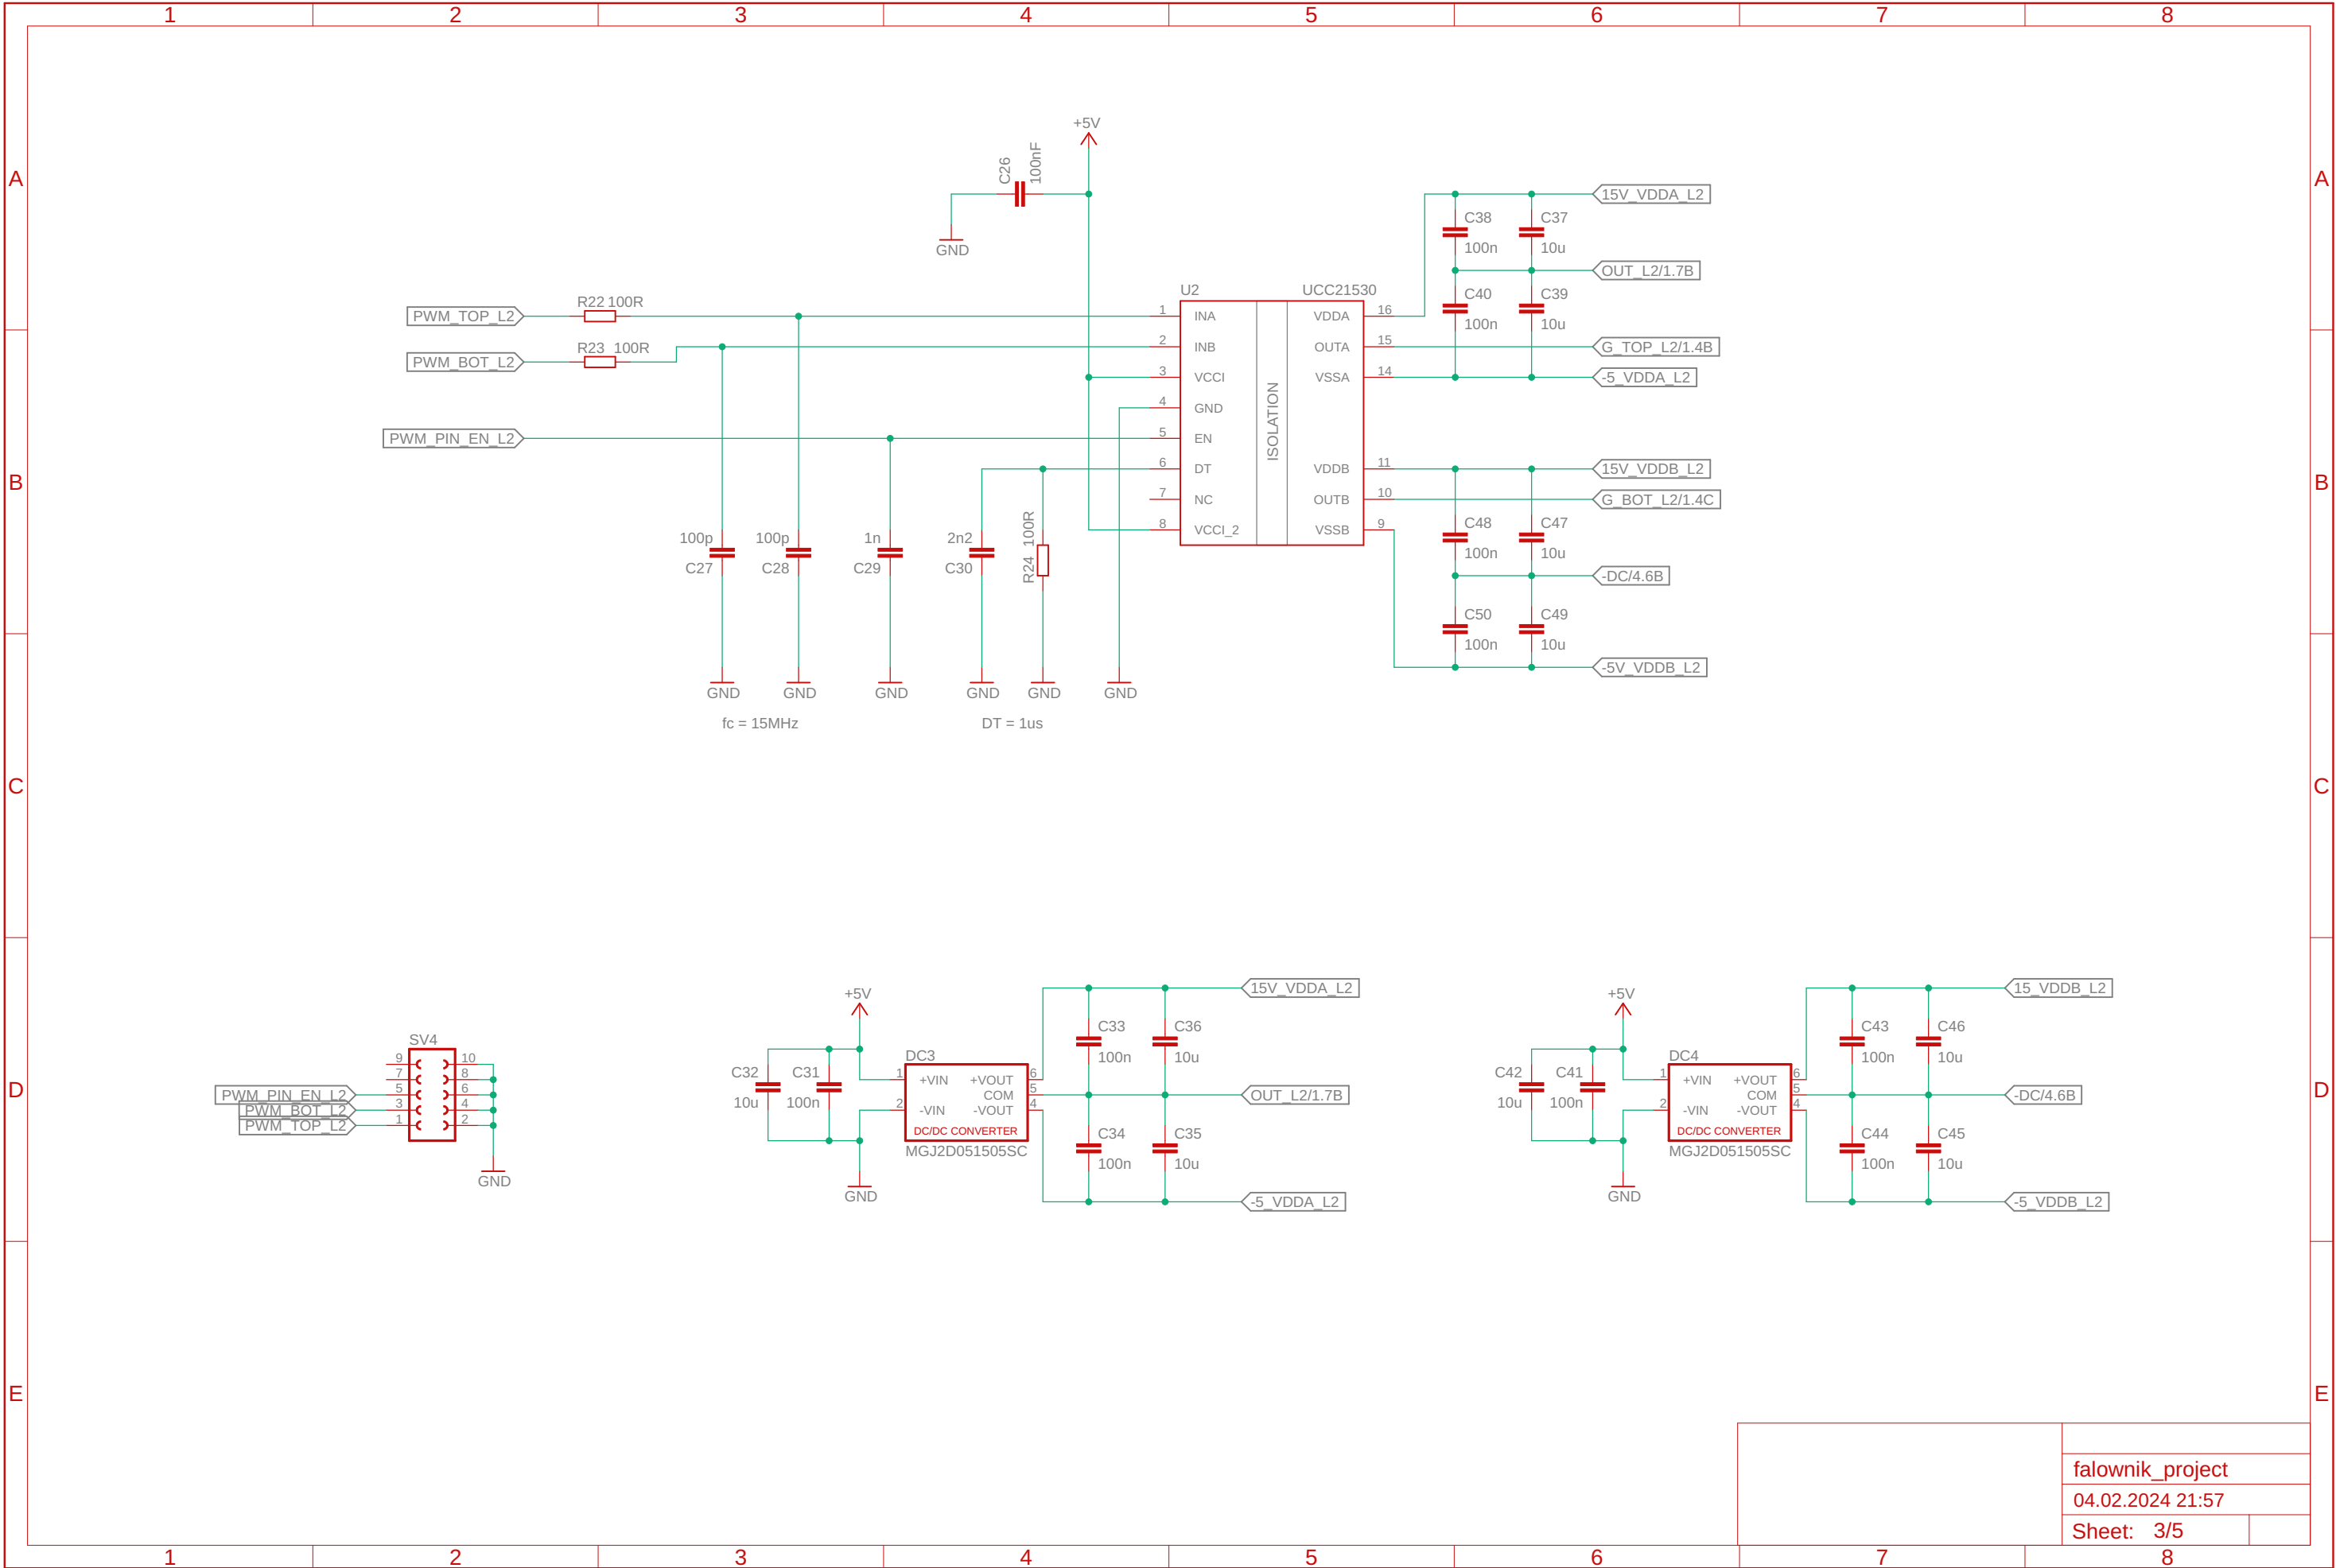 1 2 3 4 5 6 7 8
A A
B B
C C
D D
E E
+5V
C26
100nF
GND
PWM_TOP_L2
R22 100R
PWM_BOT_L2
R23 100R
PWM_PIN_EN_L2
U2 UCC21530
1 INA
2 INB
3 VCCI
4 GND
5 EN
6 DT
7 NC
8 VCCI_2
ISOLATION
VDDA 16
OUTA 15
VSSA 14
VDDB 11
OUTB 10
VSSB 9
15V_VDDA_L2
C38
100n
C37
10u
OUT_L2/1.7B
C40
100n
C39
10u
G_TOP_L2/1.4B
-5_VDDA_L2
15V_VDDB_L2
G_BOT_L2/1.4C
C48
100n
C47
10u
-DC/4.6B
C50
100n
C49
10u
-5V_VDDB_L2
100p
C27
100p
C28
1n
C29
2n2
C30
R24 100R
GND GND GND GND GND GND
fc = 15MHz
DT = 1us
SV4
9 10
7 8
5 6
3 4
1 2
PWM_PIN_EN_L2
PWM_BOT_L2
PWM_TOP_L2
GND
+5V
C32
10u
C31
100n
DC3
1 +VIN +VOUT 6
COM 5
2 -VIN -VOUT 4
DC/DC CONVERTER
MGJ2D051505SC
GND
C33
100n
C36
10u
C34
100n
C35
10u
15V_VDDA_L2
OUT_L2/1.7B
-5_VDDA_L2
+5V
C42
10u
C41
100n
DC4
1 +VIN +VOUT 6
COM 5
2 -VIN -VOUT 4
DC/DC CONVERTER
MGJ2D051505SC
GND
C43
100n
C46
10u
C44
100n
C45
10u
15_VDDB_L2
-DC/4.6B
-5_VDDB_L2
falownik_project
04.02.2024 21:57
Sheet: 3/5
1 2 3 4 5 6 7 8